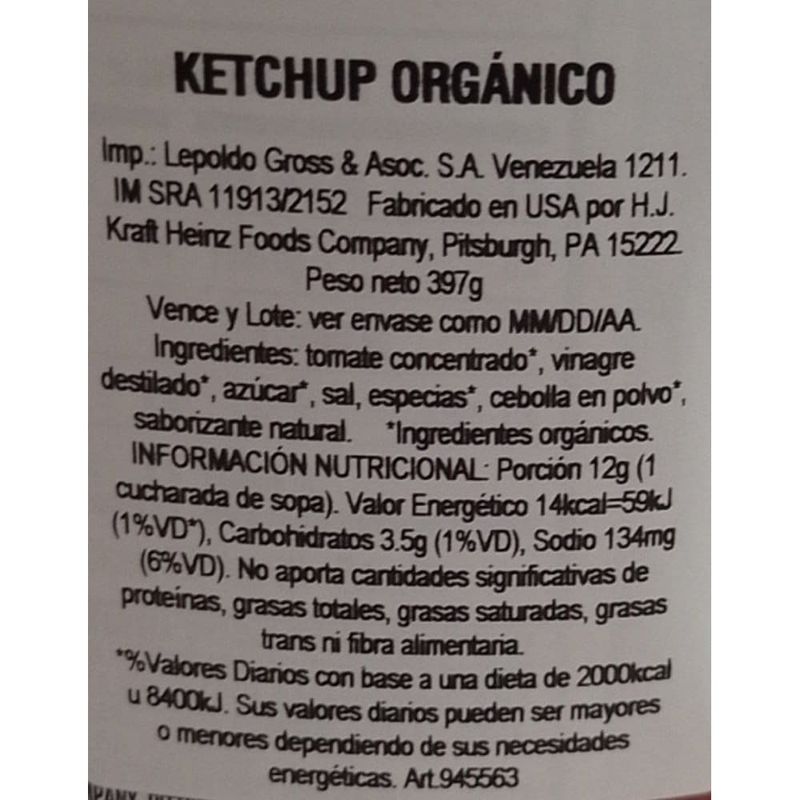 KETCHUP ORGÁNICO
Imp.: Lepoldo Gross & Asoc. S.A. Venezuela 1211.
IM SRA 11913/2152 Fabricado en USA por H.J.
Kraft Heinz Foods Company, Pitsburgh, PA 15222.
Peso neto 397g
Vence y Lote: ver envase como MM/DD/AA.
Ingredientes: tomate concentrado*, vinagre
destilado*, azúcar*, sal, especias*, cebolla en polvo*,
saborizante natural. *Ingredientes orgánicos.
INFORMACIÓN NUTRICIONAL: Porción 12g (1
cucharada de sopa). Valor Energético 14kcal=59kJ
(1%VD*), Carbohidratos 3.5g (1%VD), Sodio 134mg
(6%VD). No aporta cantidades significativas de
proteínas, grasas totales, grasas saturadas, grasas
trans ni fibra alimentaria.
*%Valores Diarios con base a una dieta de 2000kcal
u 8400kJ. Sus valores diarios pueden ser mayores
o menores dependiendo de sus necesidades
energéticas. Art.945563